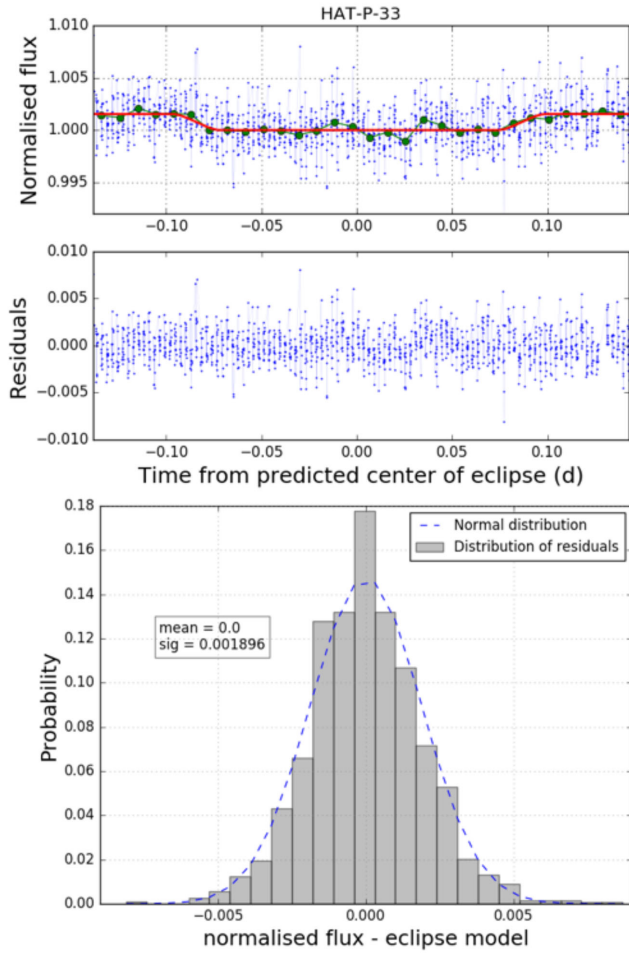 HAT-P-33
1.010
1.005
1.000
0.995
Normalised flux
−0.10 −0.05 0.00 0.05 0.10
0.010
0.005
0.000
−0.005
−0.010
Residuals
−0.10 −0.05 0.00 0.05 0.10
Time from predicted center of eclipse (d)
0.18
0.16
0.14
0.12
0.10
0.08
0.06
0.04
0.02
0.00
Probability
Normal distribution
Distribution of residuals
mean = 0.0
sig = 0.001896
−0.005 0.000 0.005
normalised flux - eclipse model